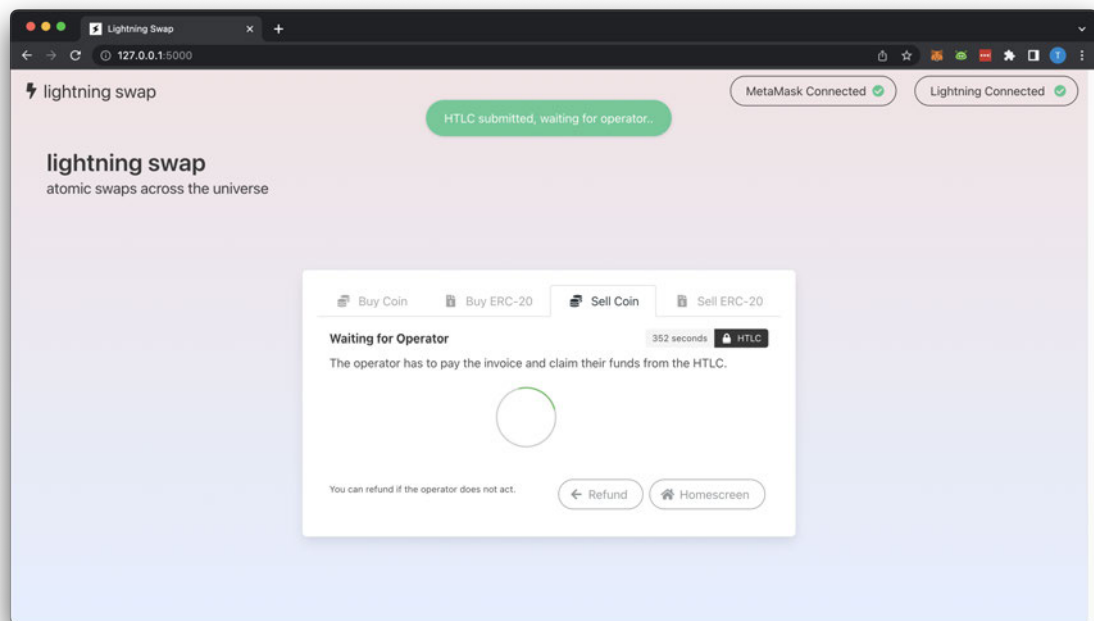 Lightning Swap
127.0.0.1:5000
T
lightning swap
MetaMask Connected
Lightning Connected
HTLC submitted, waiting for operator..
lightning swap
atomic swaps across the universe
Buy Coin
Buy ERC-20
Sell Coin
Sell ERC-20
Waiting for Operator
352 seconds
HTLC
The operator has to pay the invoice and claim their funds from the HTLC.
You can refund if the operator does not act.
Refund
Homescreen